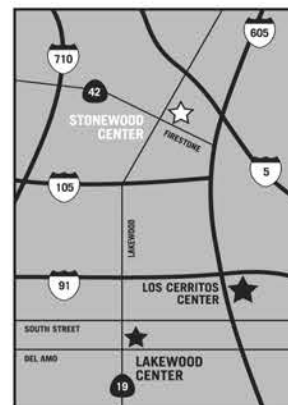 605
710
42
STONEWOOD
CENTER
FIRESTONE
5
105
LAKEWOOD
91
LOS CERRITOS
CENTER
SOUTH STREET
DEL AMO
LAKEWOOD
CENTER
19